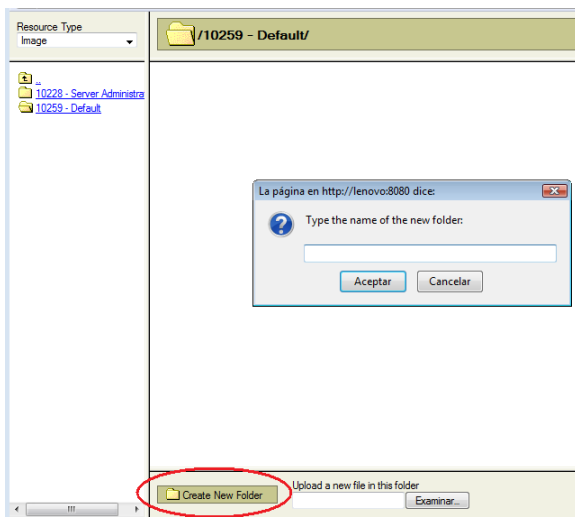 Resource Type
Image
/10259 - Default/
..
10228 - Server Administra
10259 - Default
La página en http://lenovo:8080 dice:
Type the name of the new folder:
Aceptar
Cancelar
Create New Folder
Upload a new file in this folder
Examinar...